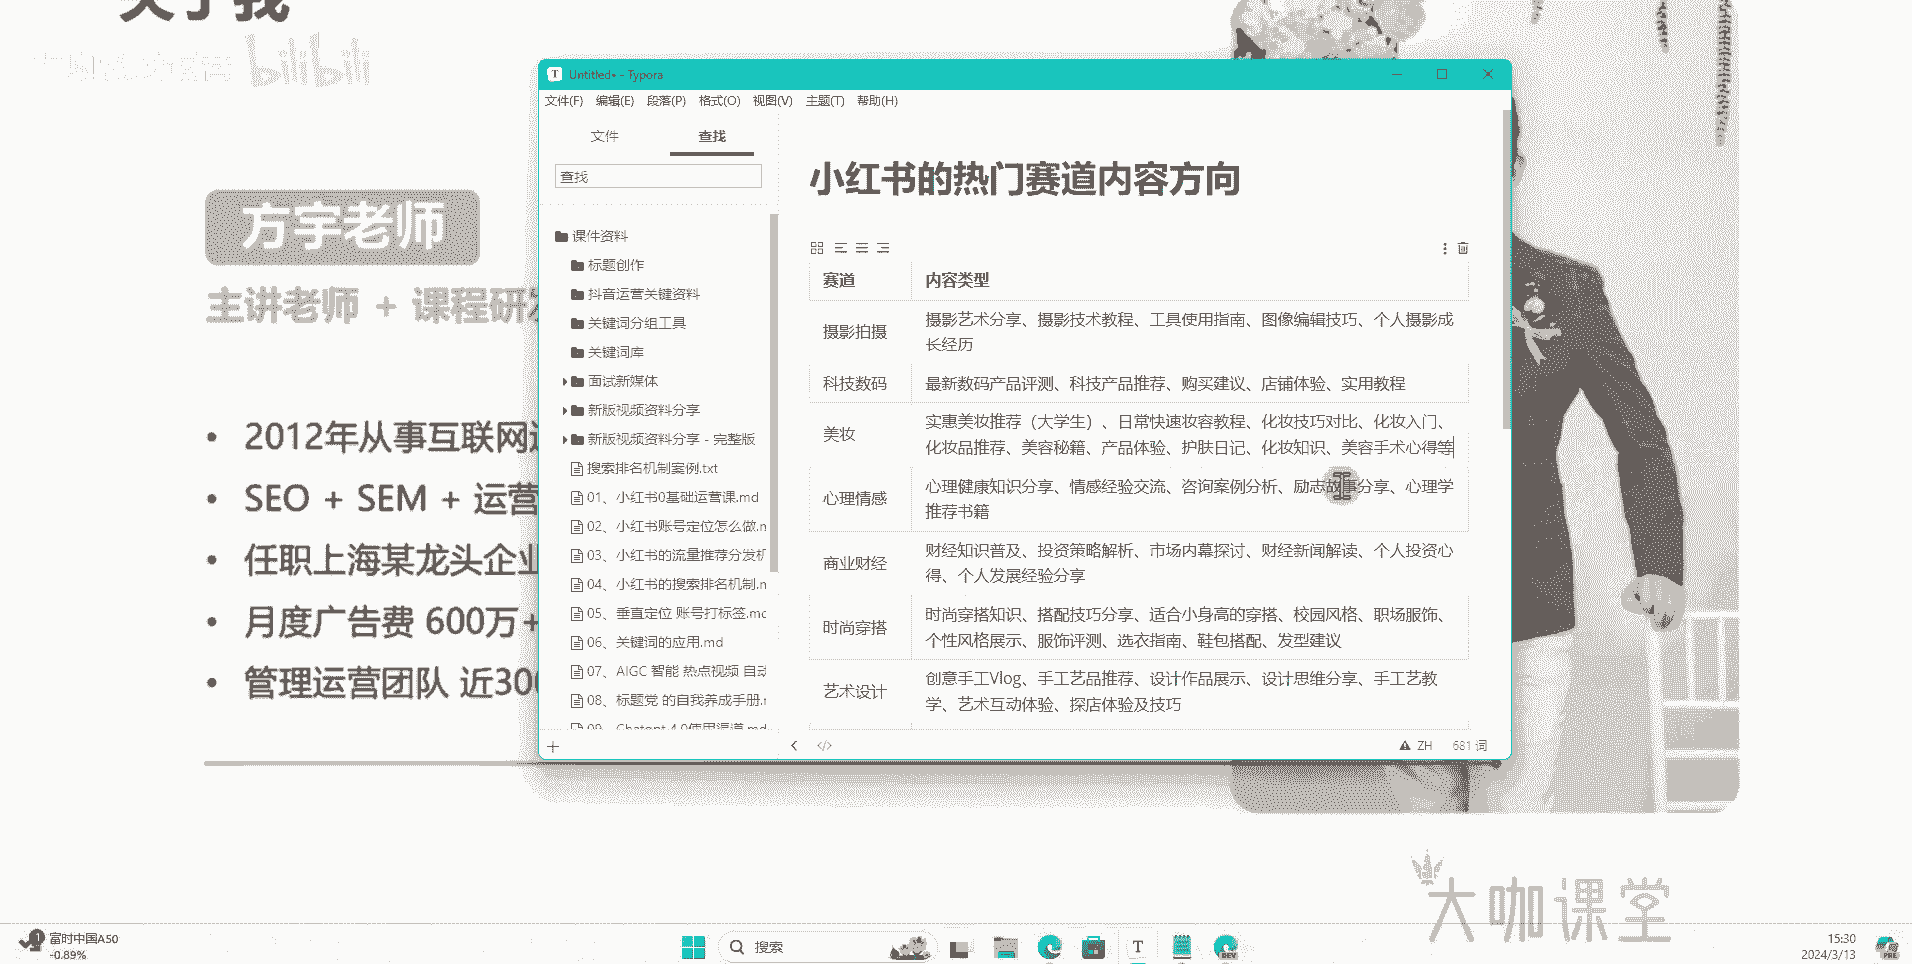 关于我
bilibili
方宇老师
主讲老师 + 课程研发
2012年从事互联网运
SEO + SEM + 运营
任职上海某龙头企业
月度广告费 600万+
管理运营团队 近300
Untitled• - Typora
文件(F) 编辑(E) 段落(P) 格式(O) 视图(V) 主题(T) 帮助(H)
文件 查找
查找
课件资料
标题创作
抖音运营关键资料
关键词分组工具
关键词库
面试新媒体
新版视频资料分享
新版视频资料分享 - 完整版
搜索排名机制案例.txt
01、小红书0基础运营课.md
02、小红书账号定位怎么做.m
03、小红书的流量推荐分发机
04、小红书的搜索排名机制.m
05、垂直定位 账号打标签.mc
06、关键词的应用.md
07、AIGC 智能 热点视频 自动
08、标题党 的自我养成手册.r
09、Chatgpt 4.0使用渠道.md
小红书的热门赛道内容方向
赛道 内容类型
摄影拍摄 摄影艺术分享、摄影技术教程、工具使用指南、图像编辑技巧、个人摄影成
长经历
科技数码 最新数码产品评测、科技产品推荐、购买建议、店铺体验、实用教程
美妆 实惠美妆推荐（大学生）、日常快速妆容教程、化妆技巧对比、化妆入门、
化妆品推荐、美容秘籍、产品体验、护肤日记、化妆知识、美容手术心得等
心理情感 心理健康知识分享、情感经验交流、咨询案例分析、励志故事分享、心理学
推荐书籍
商业财经 财经知识普及、投资策略解析、市场内幕探讨、财经新闻解读、个人投资心
得、个人发展经验分享
时尚穿搭 时尚穿搭知识、搭配技巧分享、适合小身高的穿搭、校园风格、职场服饰、
个性风格展示、服饰评测、选衣指南、鞋包搭配、发型建议
艺术设计 创意手工Vlog、手工艺品推荐、设计作品展示、设计思维分享、手工艺教
学、艺术互动体验、探店体验及技巧
ZH 681 词
大咖课堂
1
富时中国A50
-0.89%
搜索
T
DEV
15:30
2024/3/13
PRE